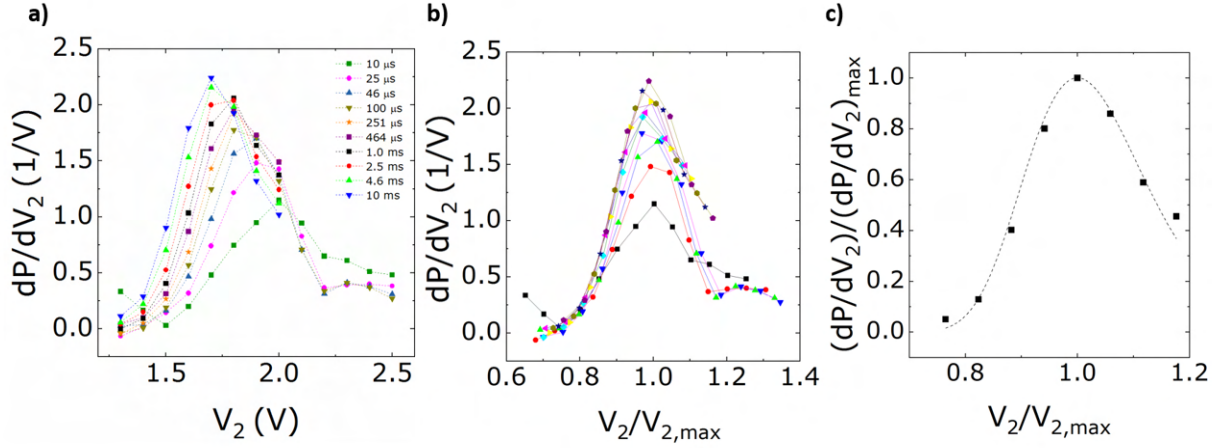 a)
dP/dV₂ (1/V)
2.5
2.0
1.5
1.0
0.5
0.0
1.5
2.0
2.5
V₂ (V)
10 μs
25 μs
46 μs
100 μs
251 μs
464 μs
1.0 ms
2.5 ms
4.6 ms
10 ms
b)
dP/dV₂ (1/V)
2.5
2.0
1.5
1.0
0.5
0.0
0.6
0.8
1.0
1.2
1.4
V₂/V₂,max
c)
(dP/dV₂)/(dP/dV₂)max
1.0
0.8
0.6
0.4
0.2
0.0
0.8
1.0
1.2
V₂/V₂,max